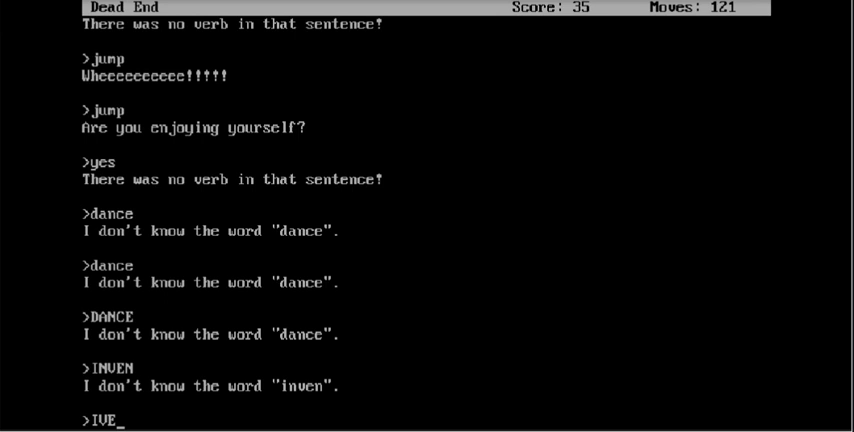 Dead End Score: 35 Moves: 121
There was no verb in that sentence!
>jump
Wheeeeeeeeee!!!!!
>jump
Are you enjoying yourself?
>yes
There was no verb in that sentence!
>dance
I don't know the word "dance".
>dance
I don't know the word "dance".
>DANCE
I don't know the word "dance".
>INVEN
I don't know the word "inven".
>IVE_